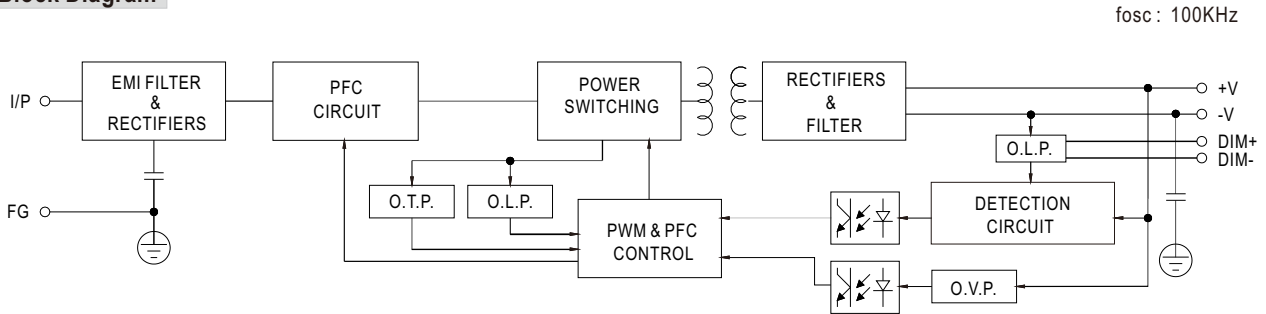 Block Diagram
fosc : 100KHz
EMI FILTER
&
RECTIFIERS
PFC
CIRCUIT
POWER
SWITCHING
RECTIFIERS
&
FILTER
I/P
+V
-V
DIM+
DIM-
O.L.P.
O.T.P.
O.L.P.
FG
PWM & PFC
CONTROL
DETECTION
CIRCUIT
O.V.P.